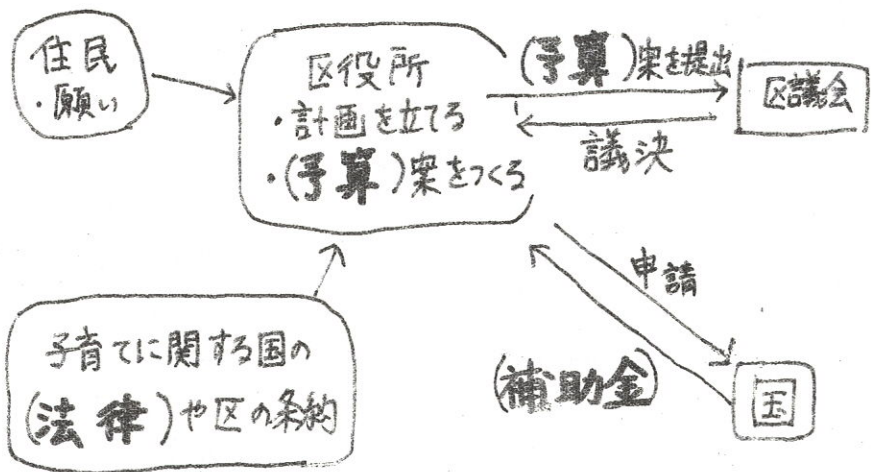 住民
・願い
区役所
・計画を立てる
・(予算)案をつくる
(予算)案を提出
議決
区議会
子育てに関する国の
(法律)や区の条約
申請
(補助金)
国